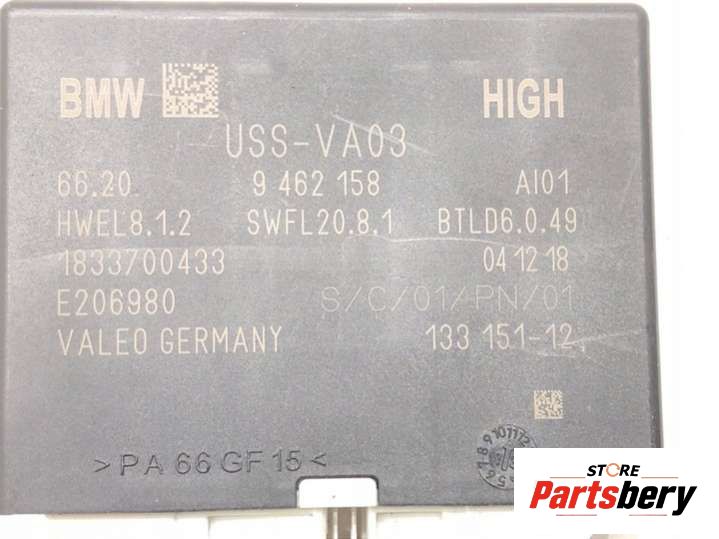 BMW HIGH
USS-VA03
66.20 9 462 158 AI01
HWEL8.1.2 SWFL20.8.1 BTLD6.0.49
1833700433 04 12 18
E206980 S/C/01/PN/01
VALEO GERMANY 133 151-12
>PA 66 GF 15<
STORE
Partsbery